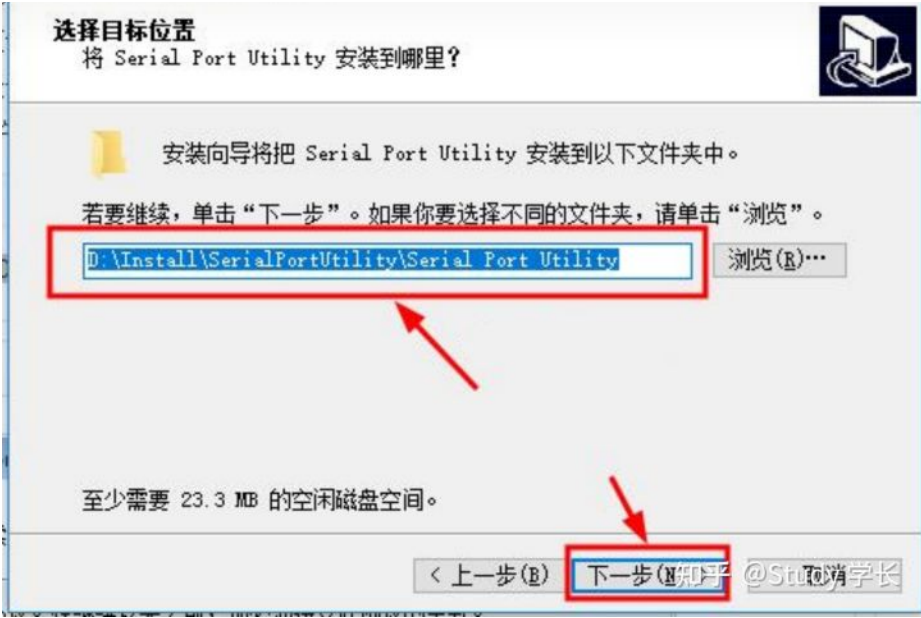 选择目标位置
将 Serial Port Utility 安装到哪里?
安装向导将把 Serial Port Utility 安装到以下文件夹中。
若要继续，单击“下一步”。如果你要选择不同的文件夹，请单击“浏览”。
D:\Install\SerialPortUtility\Serial Port Utility
浏览(R)…
至少需要 23.3 MB 的空闲磁盘空间。
< 上一步(B)
下一步(N) >
取消
知乎 @Study学长